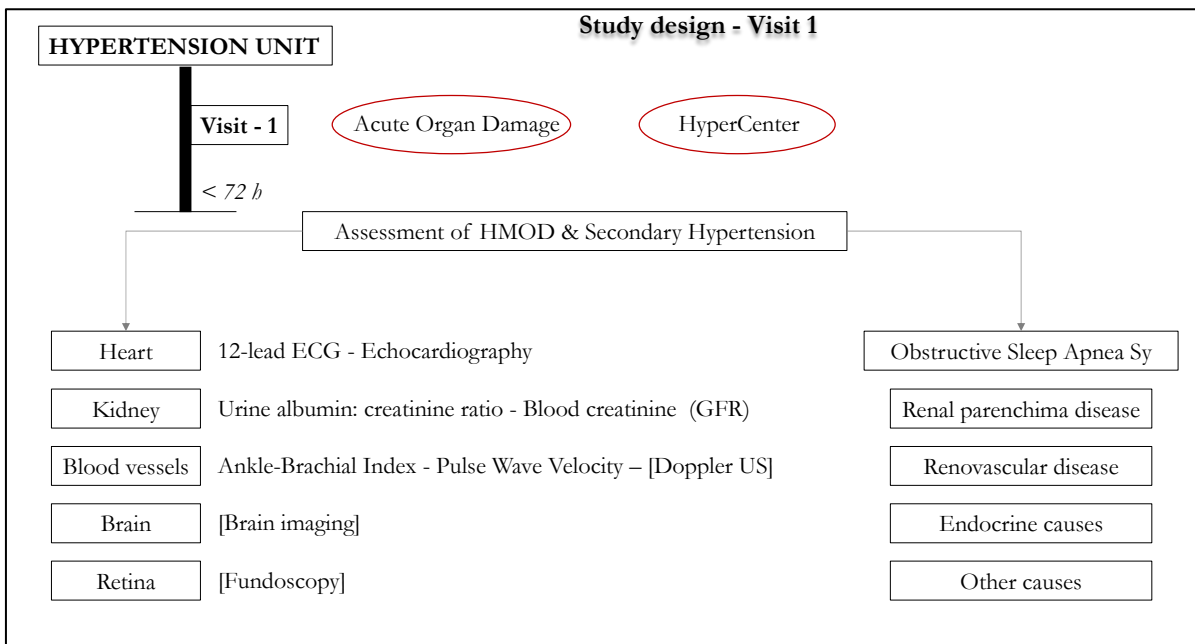 Study design - Visit 1
HYPERTENSION UNIT
Visit - 1
Acute Organ Damage
HyperCenter
< 72 h
Assessment of HMOD & Secondary Hypertension
Heart
12-lead ECG - Echocardiography
Obstructive Sleep Apnea Sy
Kidney
Urine albumin: creatinine ratio - Blood creatinine (GFR)
Renal parenchima disease
Blood vessels
Ankle-Brachial Index - Pulse Wave Velocity – [Doppler US]
Renovascular disease
Brain
[Brain imaging]
Endocrine causes
Retina
[Fundoscopy]
Other causes